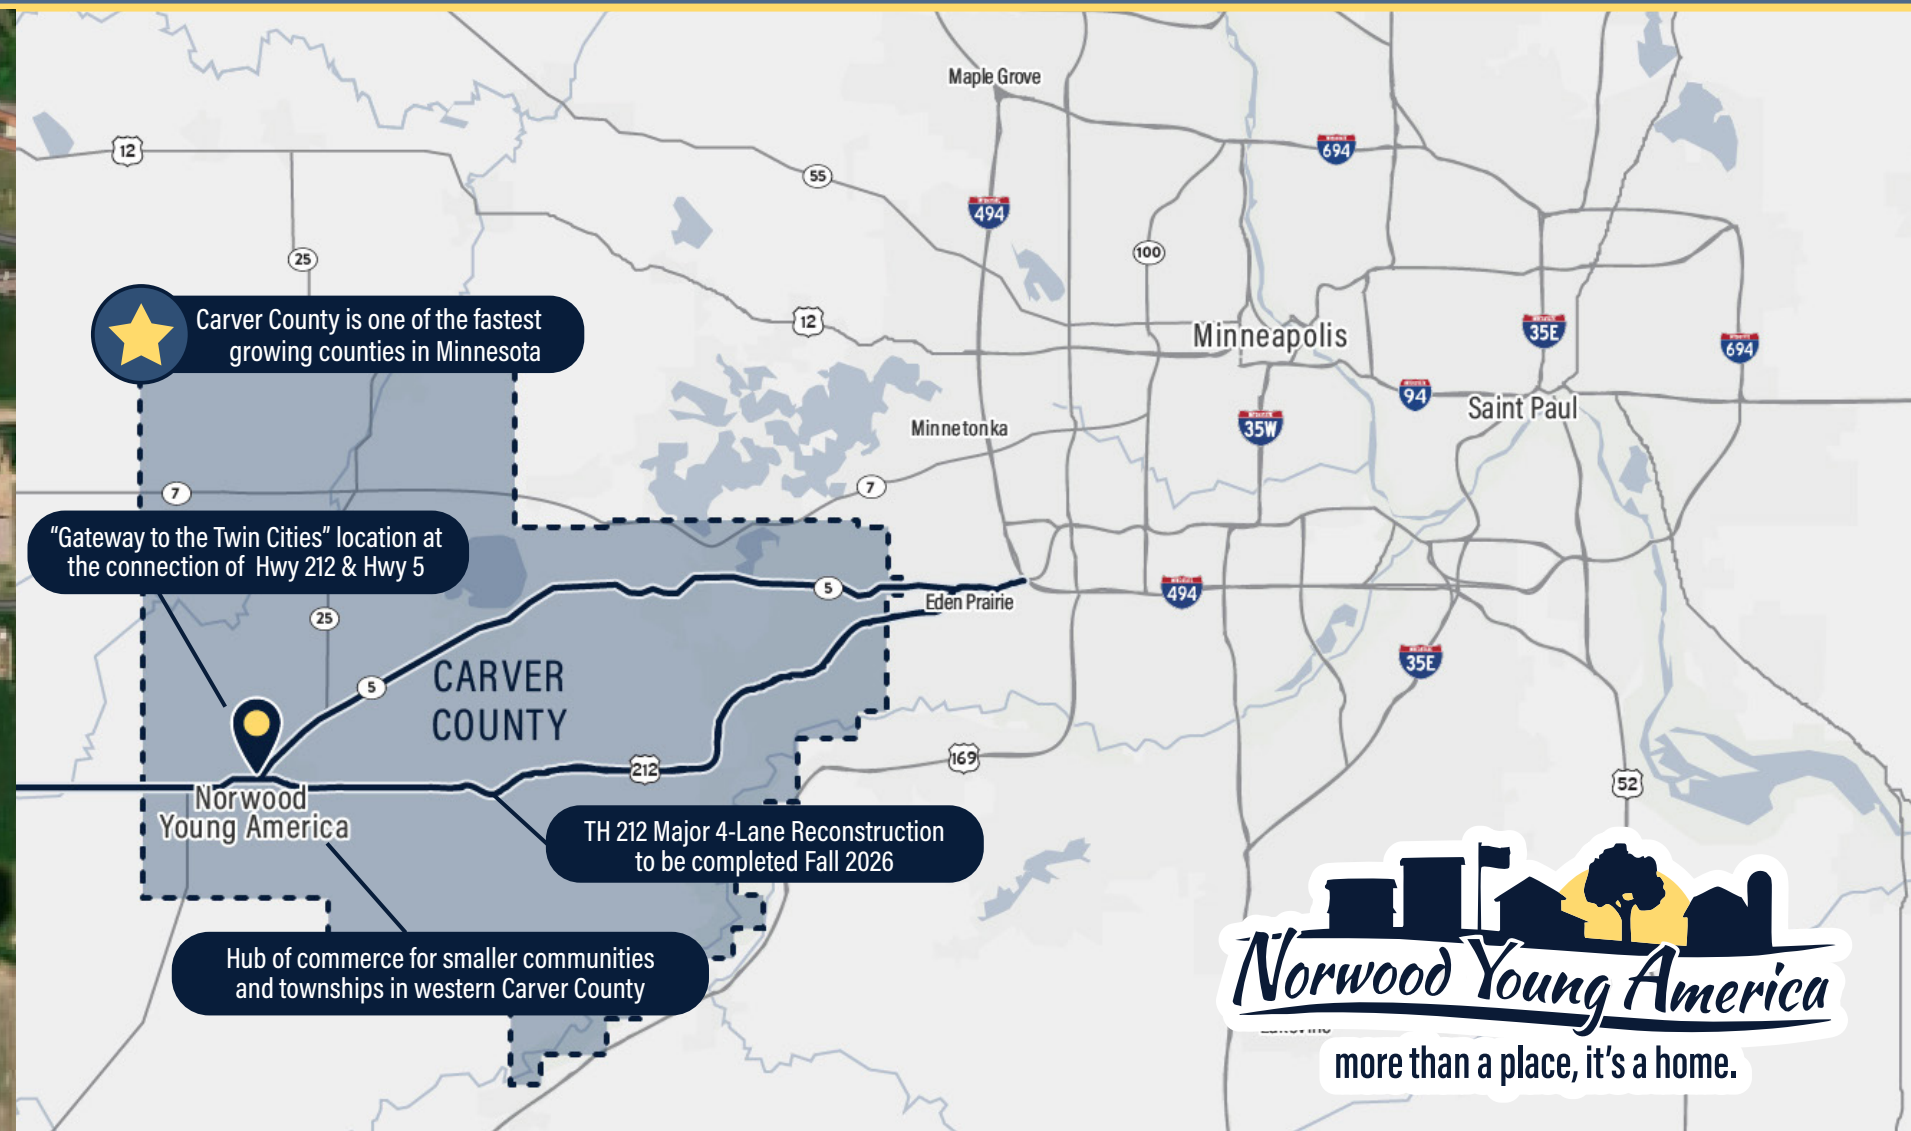 Maple Grove
12
694
55
494
25
100
Carver County is one of the fastest
growing counties in Minnesota
12
Minneapolis
35E
694
94
Saint Paul
35W
Minnetonka
7
7
"Gateway to the Twin Cities" location at
the connection of Hwy 212 & Hwy 5
5
494
Eden Prairie
25
35E
5
CARVER
COUNTY
212
169
52
Norwood
Young America
TH 212 Major 4-Lane Reconstruction
to be completed Fall 2026
Hub of commerce for smaller communities
and townships in western Carver County
Norwood Young America
more than a place, it's a home.